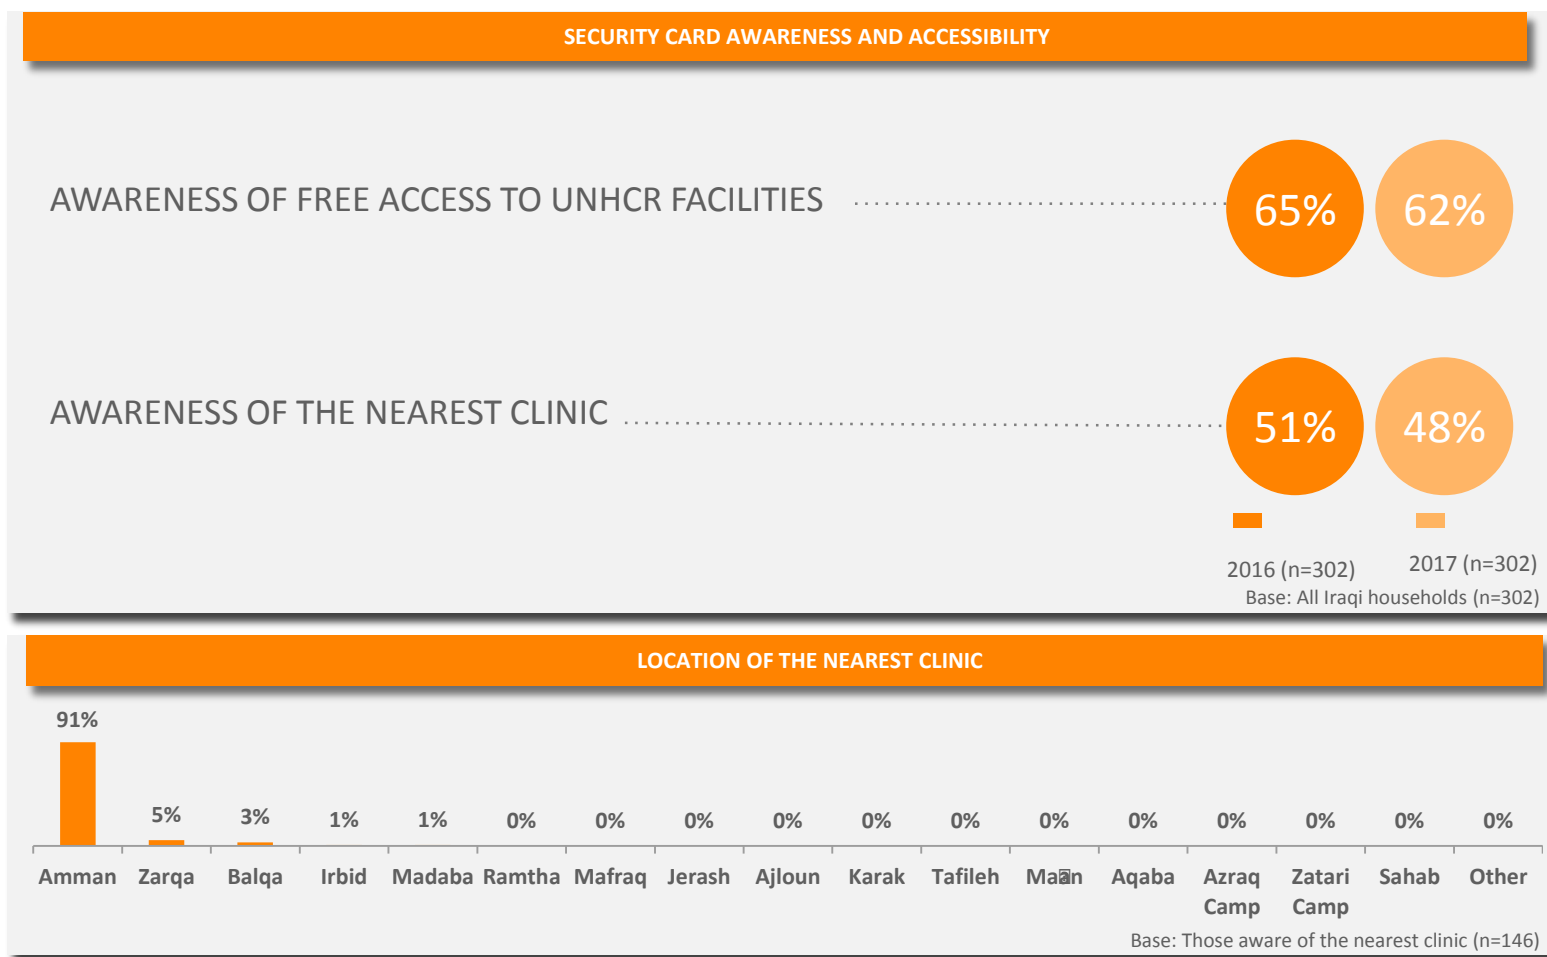 SECURITY CARD AWARENESS AND ACCESSIBILITY
AWARENESS OF FREE ACCESS TO UNHCR FACILITIES
65% 62%
AWARENESS OF THE NEAREST CLINIC
51% 48%
2016 (n=302) 2017 (n=302)
Base: All Iraqi households (n=302)
LOCATION OF THE NEAREST CLINIC
91% 5% 3% 1% 1% 0% 0% 0% 0% 0% 0% 0% 0% 0% 0% 0% 0%
Amman Zarqa Balqa Irbid Madaba Ramtha Mafraq Jerash Ajloun Karak Tafileh Maan Aqaba Azraq Camp Zatari Camp Sahab Other
Base: Those aware of the nearest clinic (n=146)